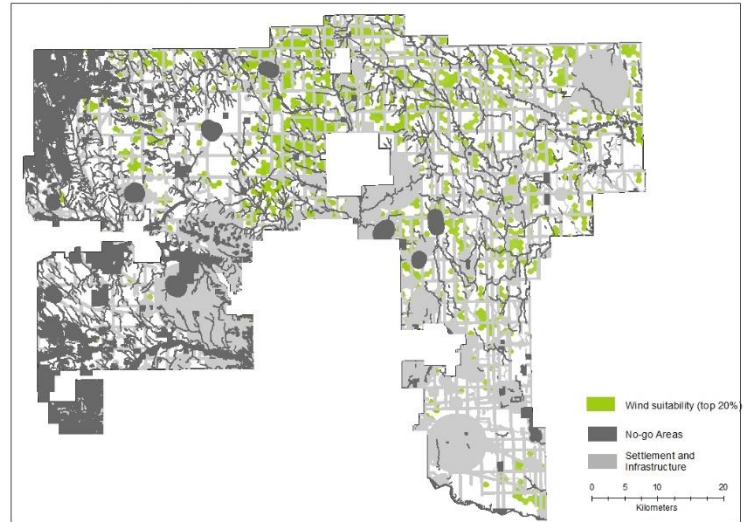 Wind suitability (top 20%)
No-go Areas
Settlement and
Infrastructure
0 5 10 20
Kilometers